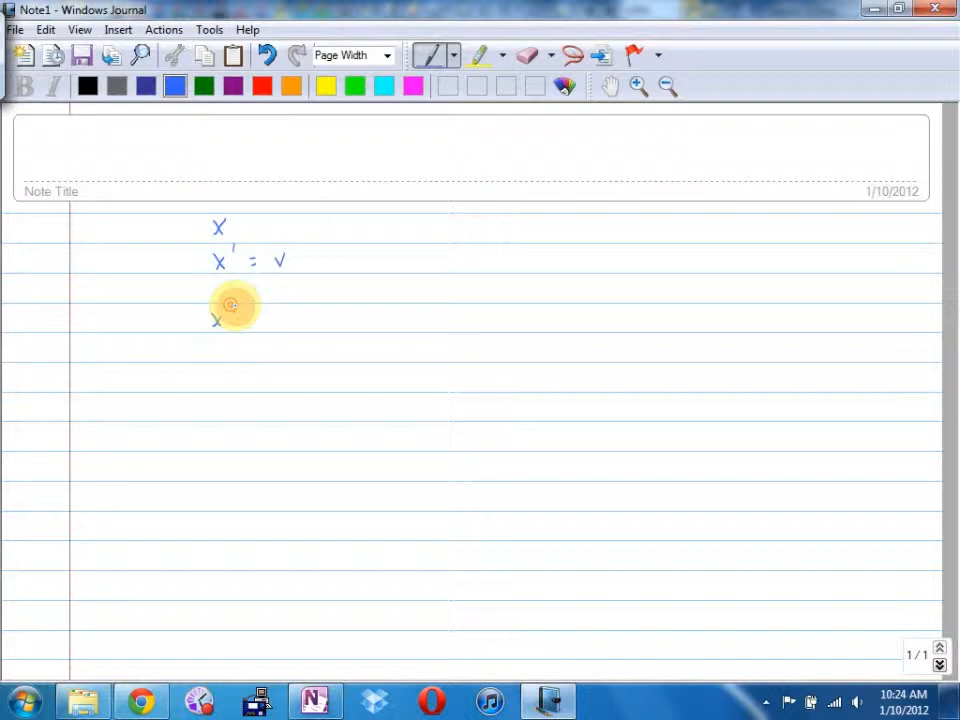 Note1 - Windows Journal
File Edit View Insert Actions Tools Help
Page Width
B I
Note Title
1/10/2012
x
x' = v
x
1 / 1
10:24 AM
1/10/2012